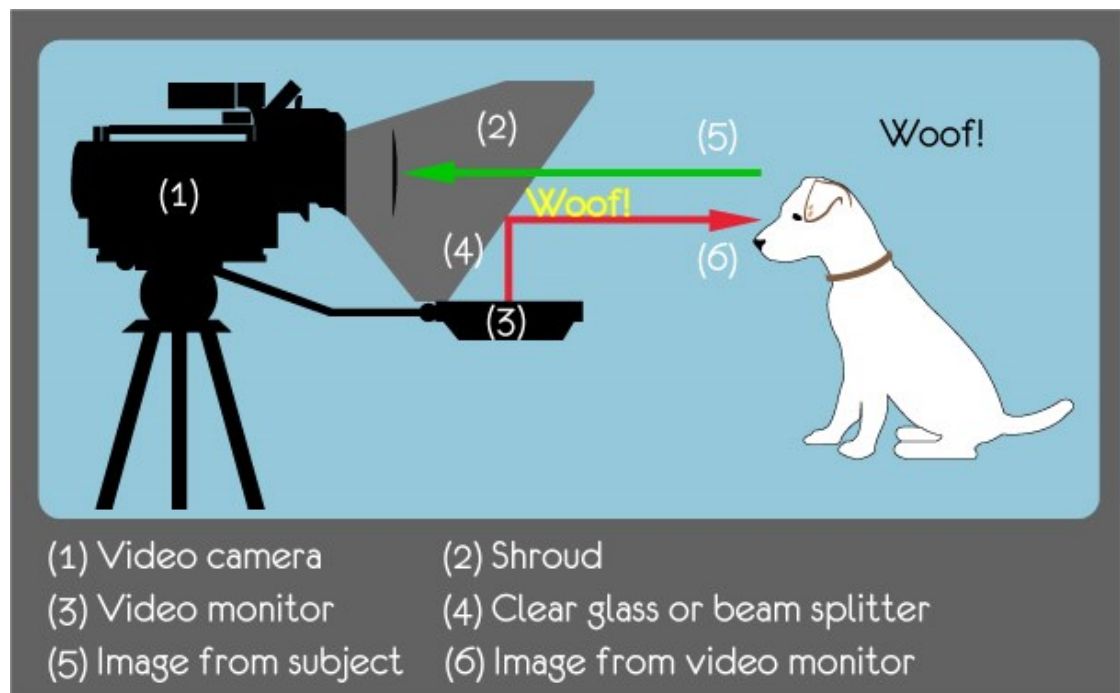 (2)
(5)
Woof!
(1)
Woof!
(4)
(6)
(3)
(1) Video camera
(2) Shroud
(3) Video monitor
(4) Clear glass or beam splitter
(5) Image from subject
(6) Image from video monitor